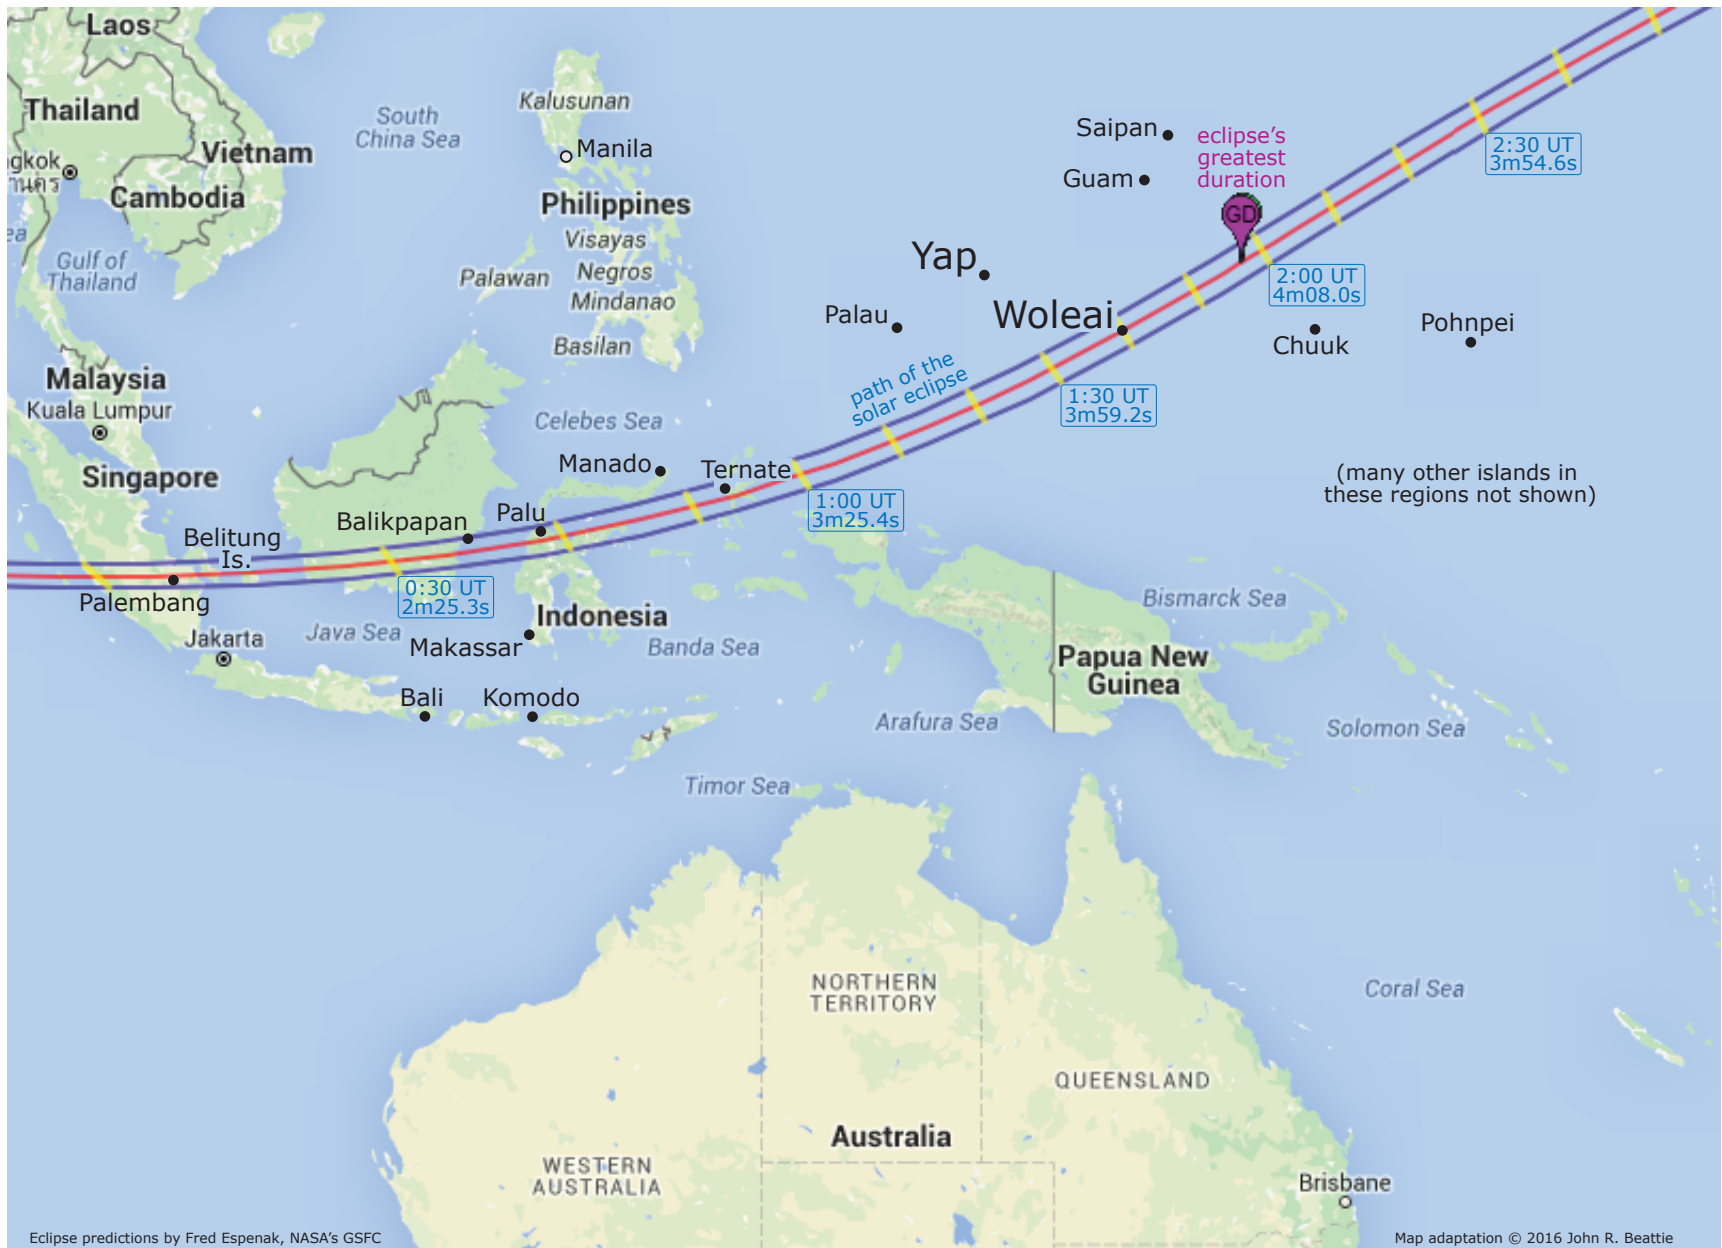 Laos
Thailand
Vietnam
gkok
Cambodia
Gulf of
Thailand
South
China Sea
Kalusunan
Manila
Philippines
Visayas
Palawan
Negros
Mindanao
Basilan
Saipan
Guam
eclipse's
greatest
duration
GD
2:30 UT
3m54.6s
Yap
2:00 UT
4m08.0s
Palau
Woleai
Chuuk
Pohnpei
path of the
solar eclipse
1:30 UT
3m59.2s
Malaysia
Kuala Lumpur
Singapore
Celebes Sea
Manado
Ternate
1:00 UT
3m25.4s
(many other islands in
these regions not shown)
Belitung
Is.
Balikpapan
Palu
Palembang
0:30 UT
2m25.3s
Jakarta
Java Sea
Indonesia
Makassar
Banda Sea
Bali
Komodo
Bismarck Sea
Papua New
Guinea
Arafura Sea
Solomon Sea
Timor Sea
NORTHERN
TERRITORY
Coral Sea
QUEENSLAND
Australia
WESTERN
AUSTRALIA
Brisbane
Eclipse predictions by Fred Espenak, NASA's GSFC
Map adaptation © 2016 John R. Beattie